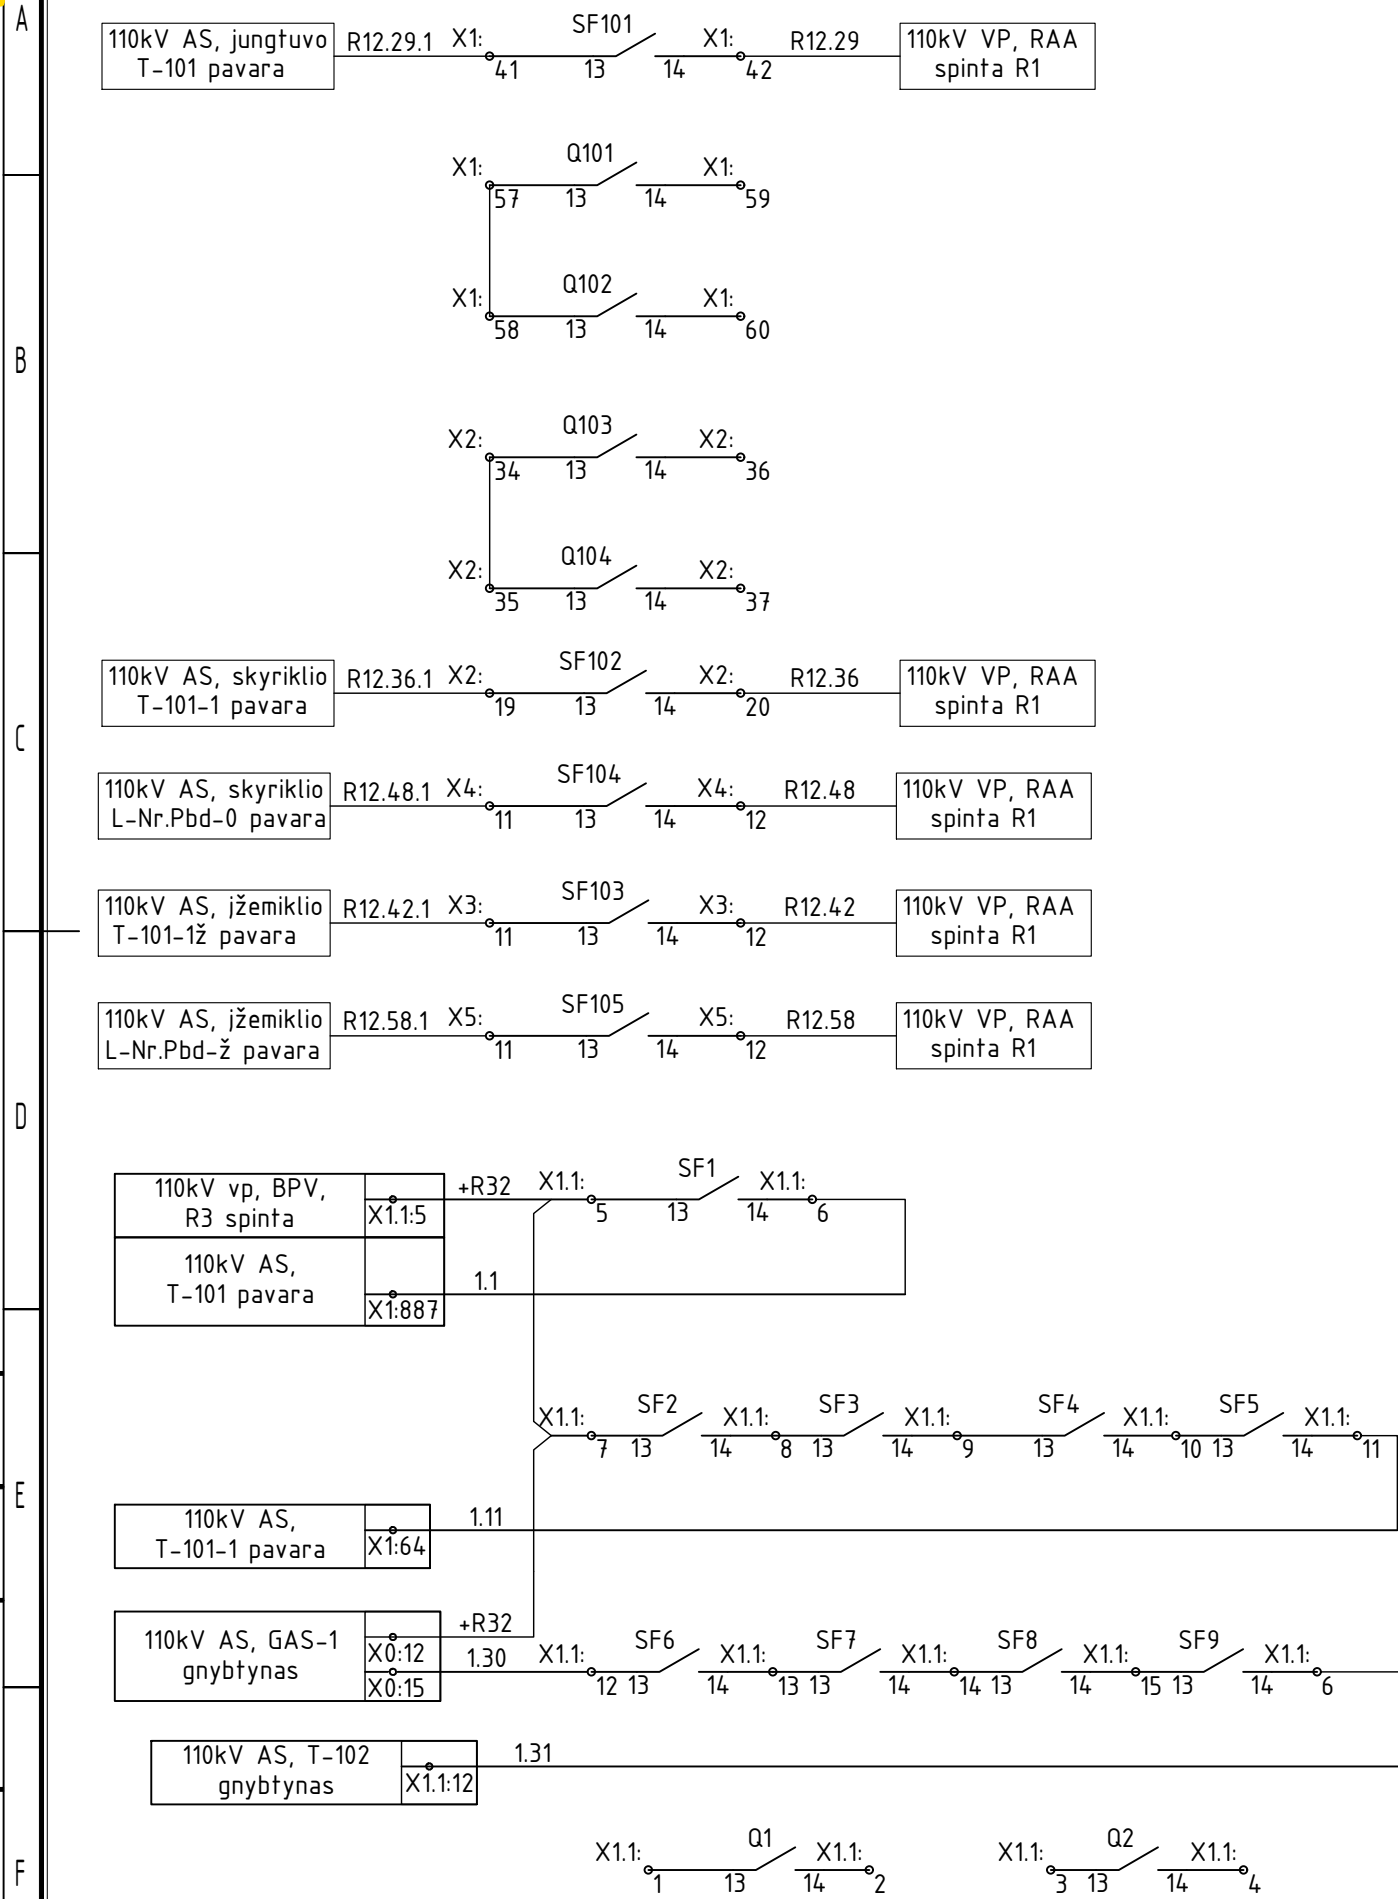 A
110kV AS, jungtuvo
T-101 pavara
R12.29.1
X1:
41
SF101
13
14
X1:
42
R12.29
110kV VP, RAA
spinta R1
X1:
57
Q101
13
14
X1:
59
X1:
58
Q102
13
14
X1:
60
B
X2:
34
Q103
13
14
X2:
36
X2:
35
Q104
13
14
X2:
37
110kV AS, skyriklio
T-101-1 pavara
R12.36.1
X2:
19
SF102
13
14
X2:
20
R12.36
110kV VP, RAA
spinta R1
C
110kV AS, skyriklio
L-Nr.Pbd-0 pavara
R12.48.1
X4:
11
SF104
13
14
X4:
12
R12.48
110kV VP, RAA
spinta R1
110kV AS, įžemiklio
T-101-1ž pavara
R12.42.1
X3:
11
SF103
13
14
X3:
12
R12.42
110kV VP, RAA
spinta R1
110kV AS, įžemiklio
L-Nr.Pbd-ž pavara
R12.58.1
X5:
11
SF105
13
14
X5:
12
R12.58
110kV VP, RAA
spinta R1
D
110kV vp, BPV,
R3 spinta
X1.1:5
+R32
X1.1:
5
SF1
13
14
X1.1:
6
110kV AS,
T-101 pavara
X1:887
1.1
X1.1:
7
SF2
13
14
X1.1:
8
SF3
13
14
X1.1:
9
SF4
13
14
X1.1:
10
SF5
13
14
X1.1:
11
E
110kV AS,
T-101-1 pavara
X1:64
1.11
110kV AS, GAS-1
gnybtynas
X0:12
+R32
X0:15
1.30
X1.1:
12
SF6
13
14
X1.1:
13
SF7
13
14
X1.1:
14
SF8
13
14
X1.1:
15
SF9
13
14
X1.1:
6
110kV AS, T-102
gnybtynas
X1.1:12
1.31
F
X1.1:
1
Q1
13
14
X1.1:
2
X1.1:
3
Q2
13
14
X1.1:
4